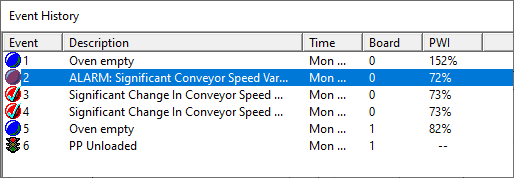 Event History
Event Description Time Board PWI
1 Oven empty Mon ... 0 152%
2 ALARM: Significant Conveyor Speed Var... Mon ... 0 72%
3 Significant Change In Conveyor Speed ... Mon ... 0 73%
4 Significant Change In Conveyor Speed ... Mon ... 0 73%
5 Oven empty Mon ... 1 82%
6 PP Unloaded Mon ... 1 --